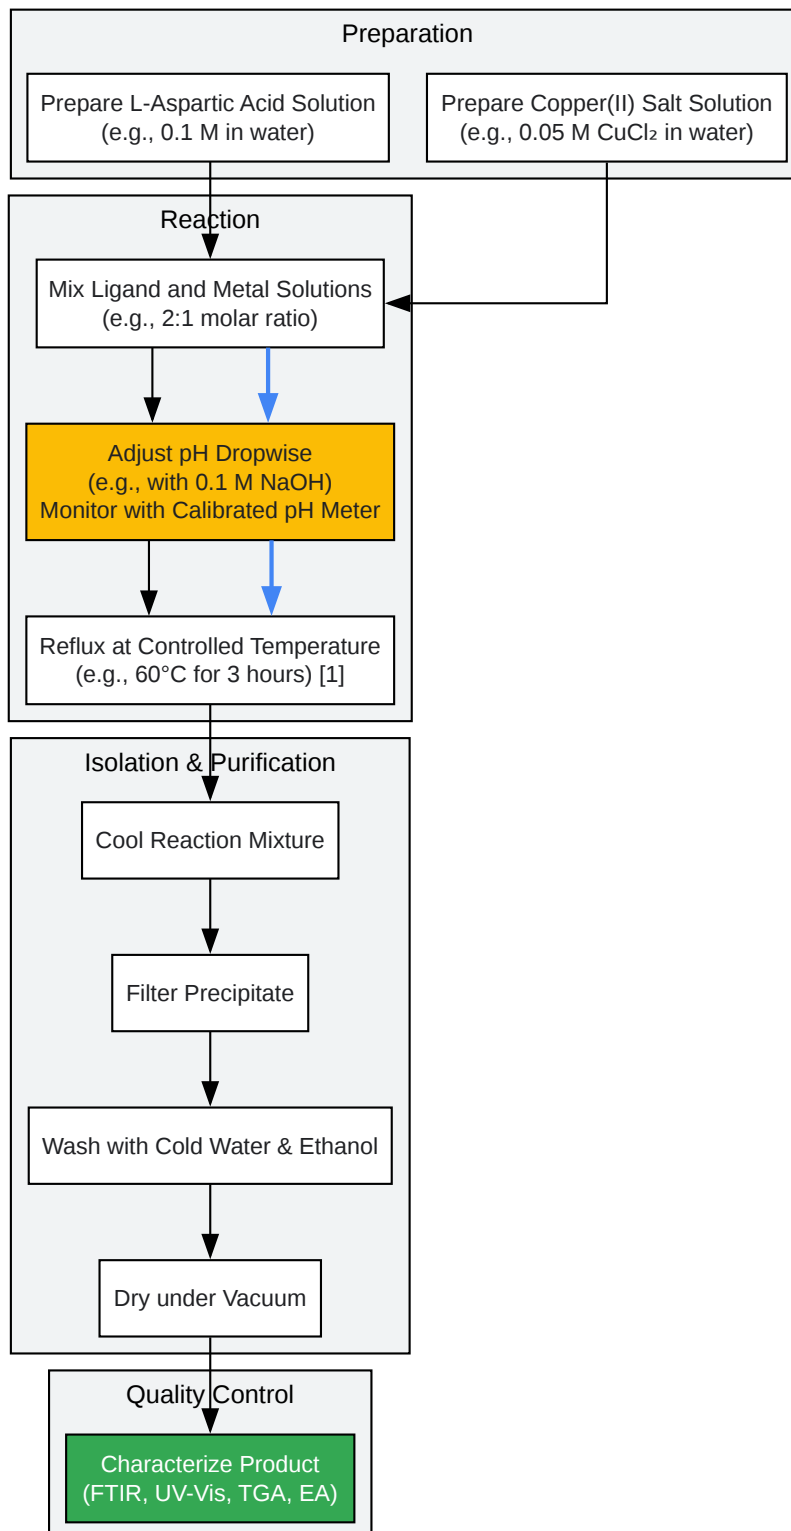 Preparation
Prepare L-Aspartic Acid Solution
(e.g., 0.1 M in water)
Prepare Copper(II) Salt Solution
(e.g., 0.05 M CuCl₂ in water)
Reaction
Mix Ligand and Metal Solutions
(e.g., 2:1 molar ratio)
Adjust pH Dropwise
(e.g., with 0.1 M NaOH)
Monitor with Calibrated pH Meter
Reflux at Controlled Temperature
(e.g., 60°C for 3 hours) [1]
Isolation & Purification
Cool Reaction Mixture
Filter Precipitate
Wash with Cold Water & Ethanol
Dry under Vacuum
Quality Control
Characterize Product
(FTIR, UV-Vis, TGA, EA)